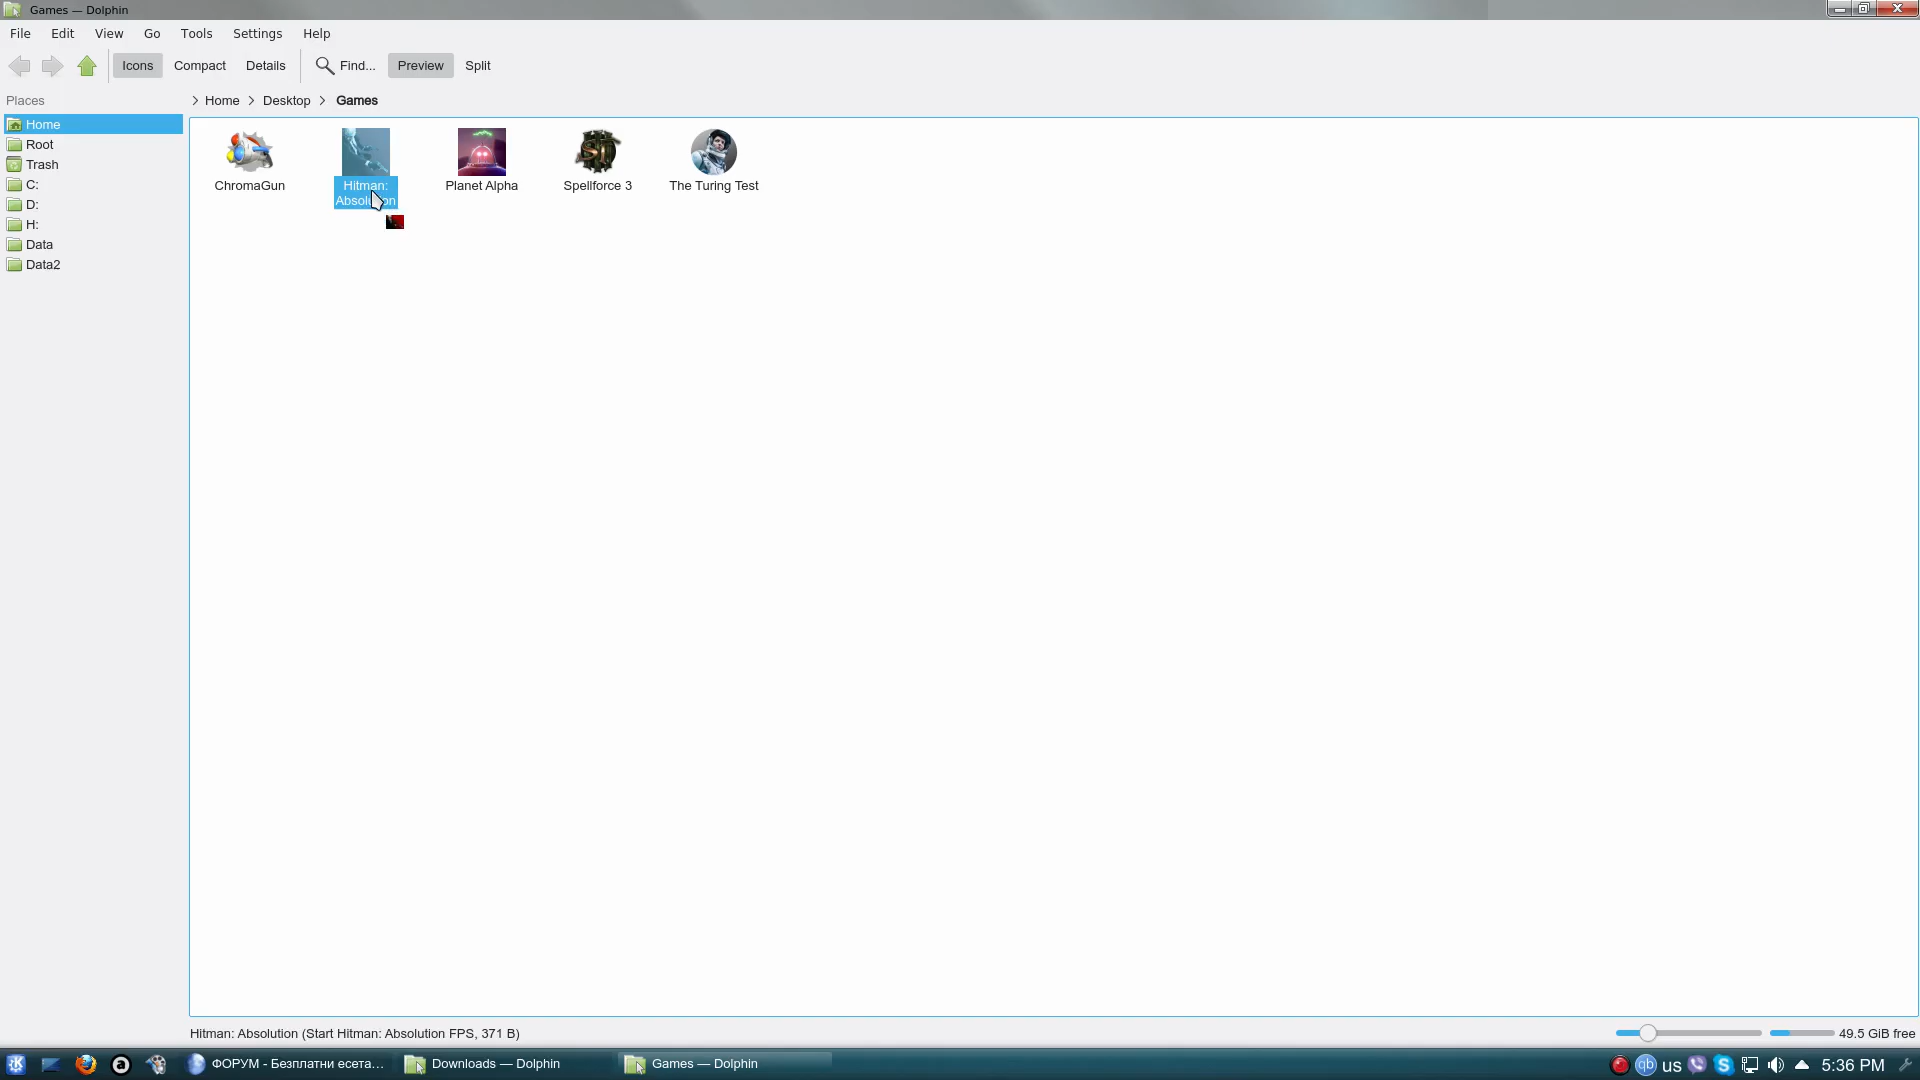 Games — Dolphin
File Edit View Go Tools Settings Help
Icons Compact Details Find... Preview Split
Places
Home > Desktop > Games
Home
Root
Trash
C:
D:
H:
Data
Data2
ChromaGun
Hitman:
Absolution
Planet Alpha
Spellforce 3
The Turing Test
Hitman: Absolution (Start Hitman: Absolution FPS, 371 B)
49.5 GiB free
ФОРУМ - Безплатни есета...
Downloads — Dolphin
Games — Dolphin
qb
us
5:36 PM